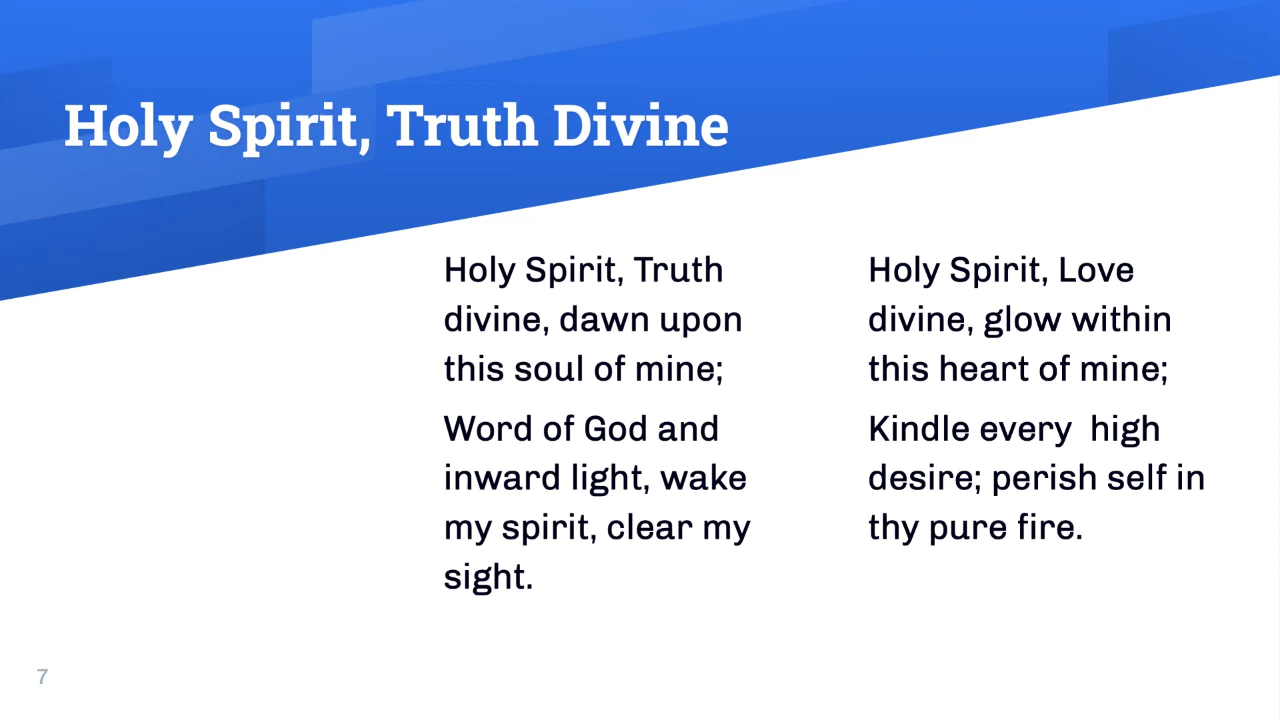 Holy Spirit, Truth Divine
Holy Spirit, Truth
divine, dawn upon
this soul of mine;
Word of God and
inward light, wake
my spirit, clear my
sight.
Holy Spirit, Love
divine, glow within
this heart of mine;
Kindle every  high
desire; perish self in
thy pure fire.
7